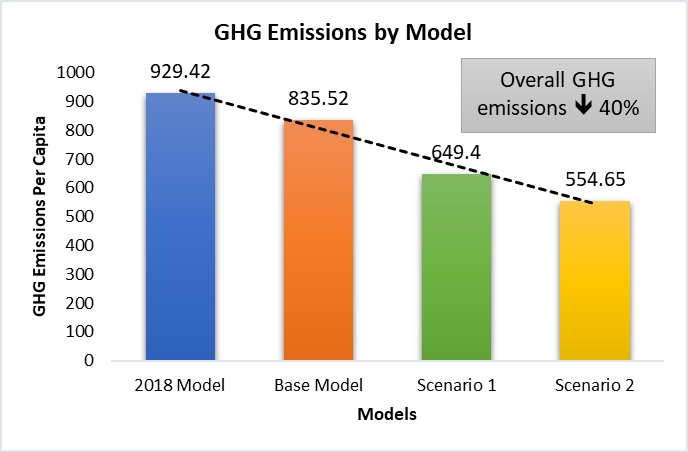 GHG Emissions by Model
Overall GHG
emissions 🡻 40%
GHG Emissions Per Capita
1000
900
800
700
600
500
400
300
200
100
0
929.42
835.52
649.4
554.65
2018 Model
Base Model
Scenario 1
Scenario 2
Models